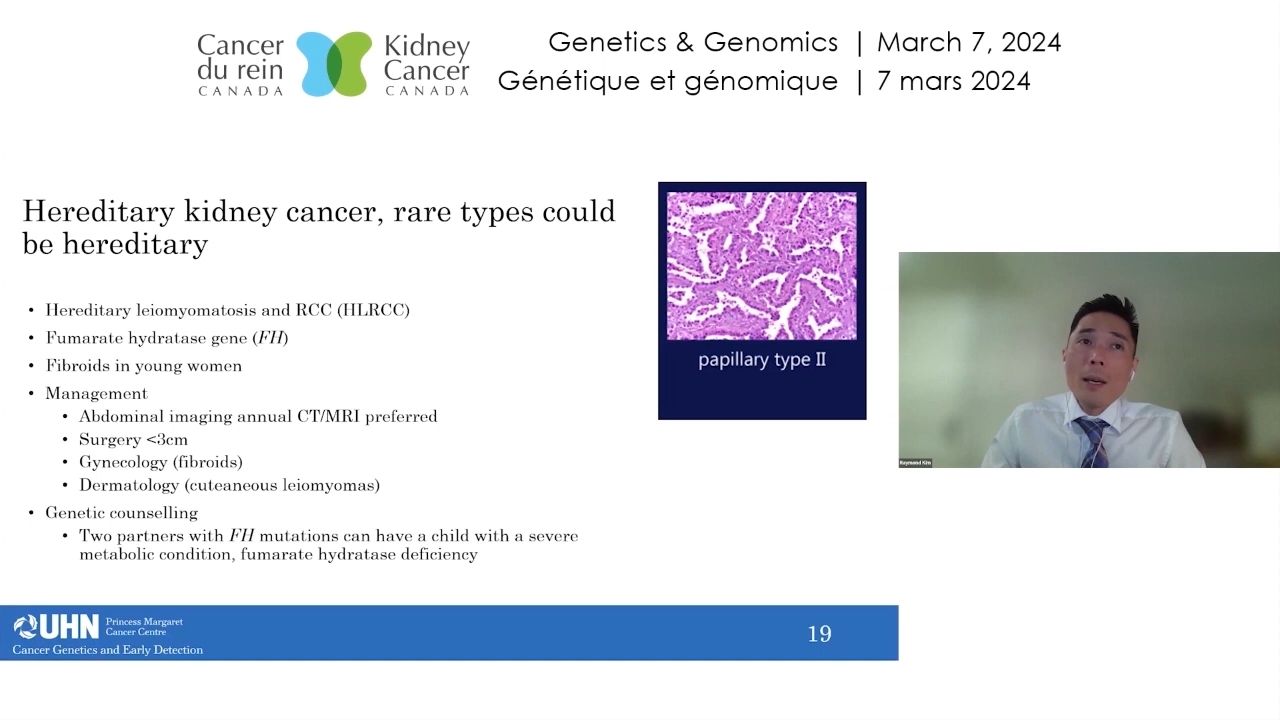 Cancer
du rein
CANADA
Kidney
Cancer
CANADA
Genetics & Genomics | March 7, 2024
Génétique et génomique | 7 mars 2024
Hereditary kidney cancer, rare types could
be hereditary
• Hereditary leiomyomatosis and RCC (HLRCC)
• Fumarate hydratase gene (FH)
• Fibroids in young women
• Management
• Abdominal imaging annual CT/MRI preferred
• Surgery <3cm
• Gynecology (fibroids)
• Dermatology (cuteaneous leiomyomas)
• Genetic counselling
• Two partners with FH mutations can have a child with a severe
metabolic condition, fumarate hydratase deficiency
papillary type II
Raymond Kim
UHN
Princess Margaret
Cancer Centre
Cancer Genetics and Early Detection
19